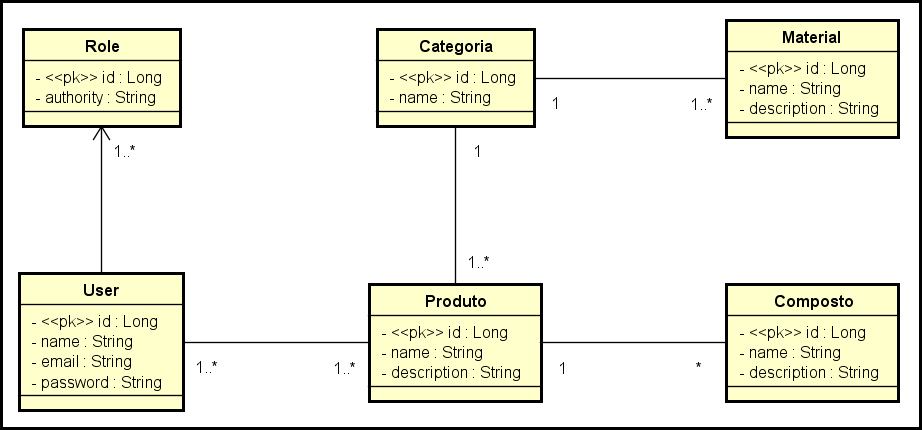 Role
- <<pk>> id : Long
- authority : String
1..*
Categoria
- <<pk>> id : Long
- name : String
1
1..*
Material
- <<pk>> id : Long
- name : String
- description : String
1
1..*
User
- <<pk>> id : Long
- name : String
- email : String
- password : String
1..*
1..*
Produto
- <<pk>> id : Long
- name : String
- description : String
1
*
Composto
- <<pk>> id : Long
- name : String
- description : String